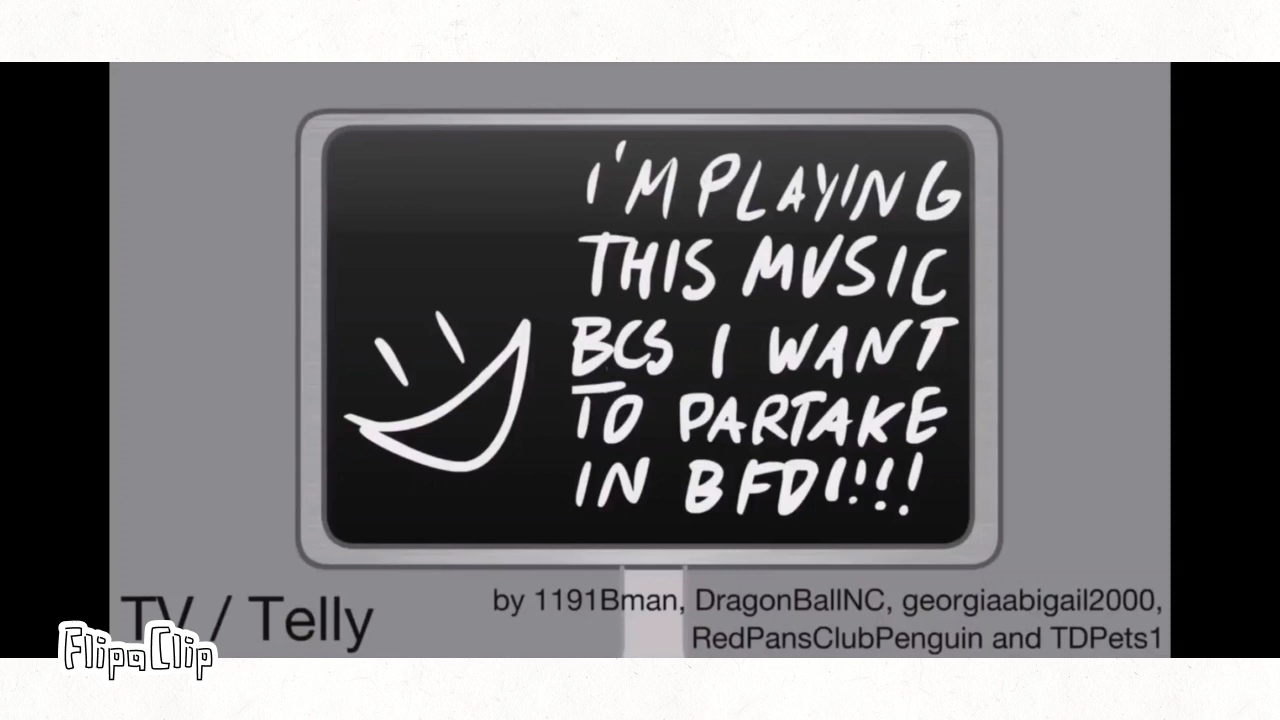 I'M PLAYING
THIS MUSIC
BCS I WANT
TO PARTAKE
IN BFDI!!!
TV / Telly
by 1191Bman, DragonBallNC, georgiaabigail2000,
RedPansClubPenguin and TDPets1
FlipaClip